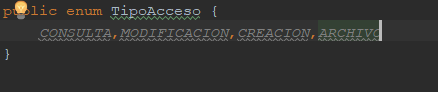 public enum TipoAcceso {
CONSULTA,MODIFICACION,CREACION,ARCHIVO
}